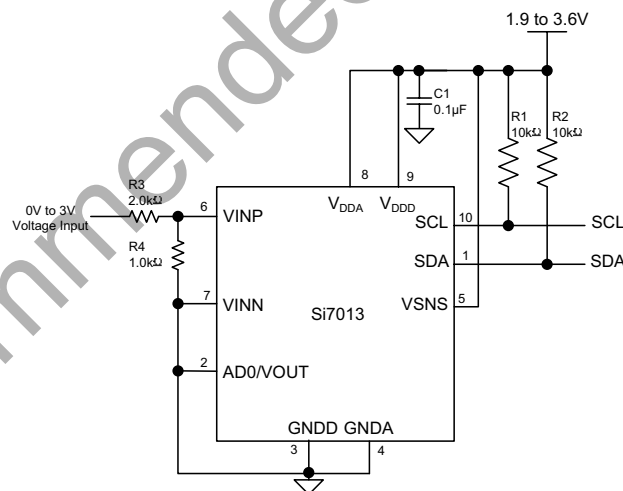 1.9 to 3.6V
C1
0.1µF
R1
10kΩ
R2
10kΩ
8
9
VDDA
VDDD
R3
2.0kΩ
0V to 3V
Voltage Input
6
VINP
SCL
10
SCL
R4
1.0kΩ
SDA
1
SDA
7
VINN
Si7013
VSNS
5
2
AD0/VOUT
GNDD GNDA
3
4